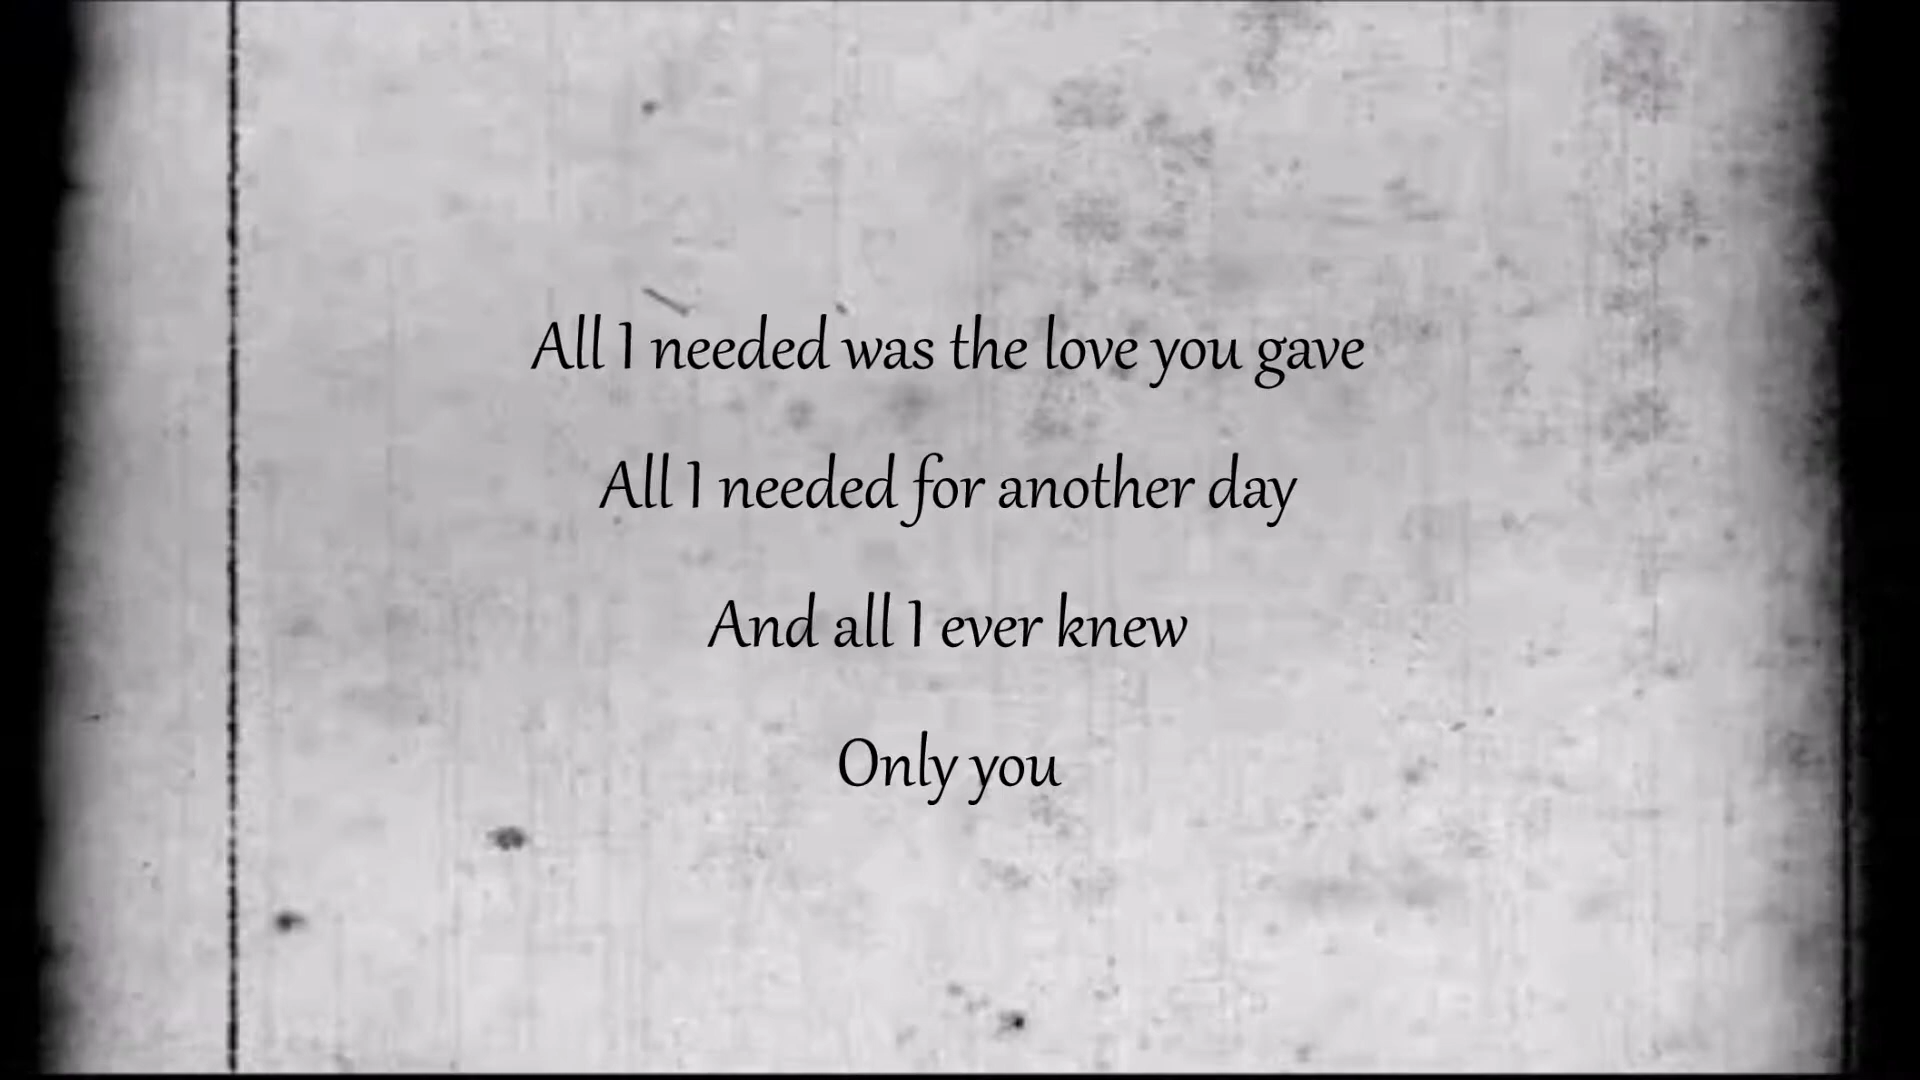 All I needed was the love you gave
All I needed for another day
And all I ever knew
Only you